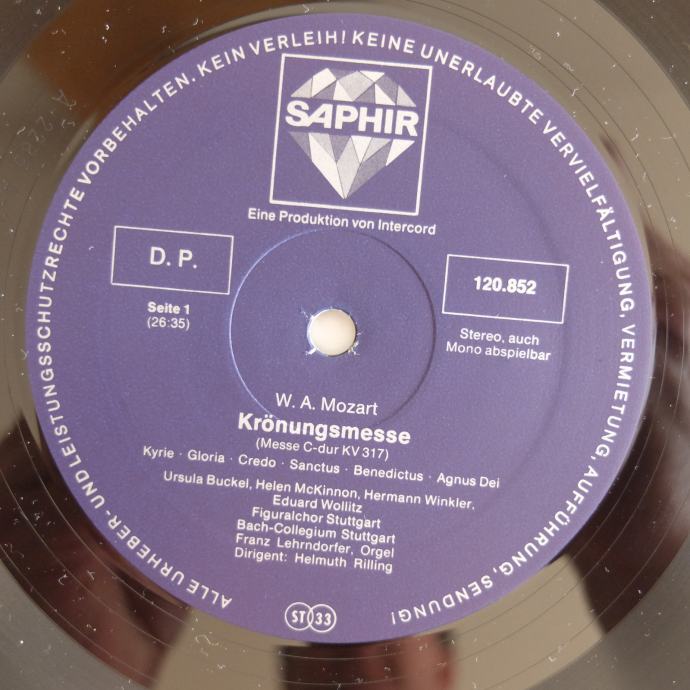 ALLE URHEBER- UND LEISTUNGSSCHUTZRECHTE VORBEHALTEN. KEIN VERLEIH! KEINE UNERLAUBTE VERVIELFÄLTIGUNG, VERMIETUNG, AUFFÜHRUNG, SENDUNG!
SAPHIR
Eine Produktion von Intercord
D. P.
120.852
Seite 1
(26:35)
Stereo, auch
Mono abspielbar
W. A. Mozart
Krönungsmesse
(Messe C-dur KV 317)
Kyrie · Gloria · Credo · Sanctus · Benedictus · Agnus Dei
Ursula Buckel, Helen McKinnon, Hermann Winkler,
Eduard Wollitz
Figuralchor Stuttgart
Bach-Collegium Stuttgart
Franz Lehrndorfer, Orgel
Dirigent: Helmuth Rilling
ST 33